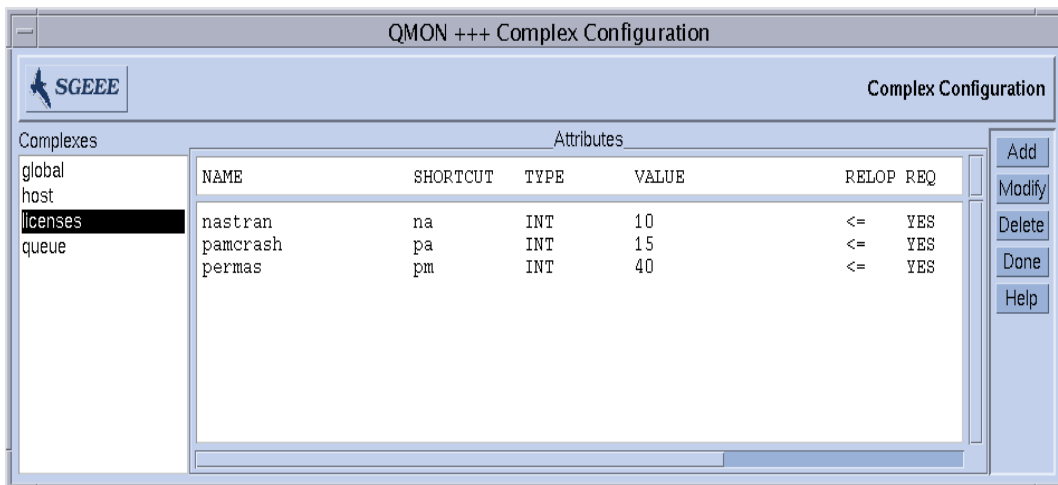 QMON +++ Complex Configuration
SGEEE
Complex Configuration
Complexes
global
host
licenses
queue
Attributes
NAME SHORTCUT TYPE VALUE RELOP REQ
nastran na INT 10 <= YES
pamcrash pa INT 15 <= YES
permas pm INT 40 <= YES
Add
Modify
Delete
Done
Help